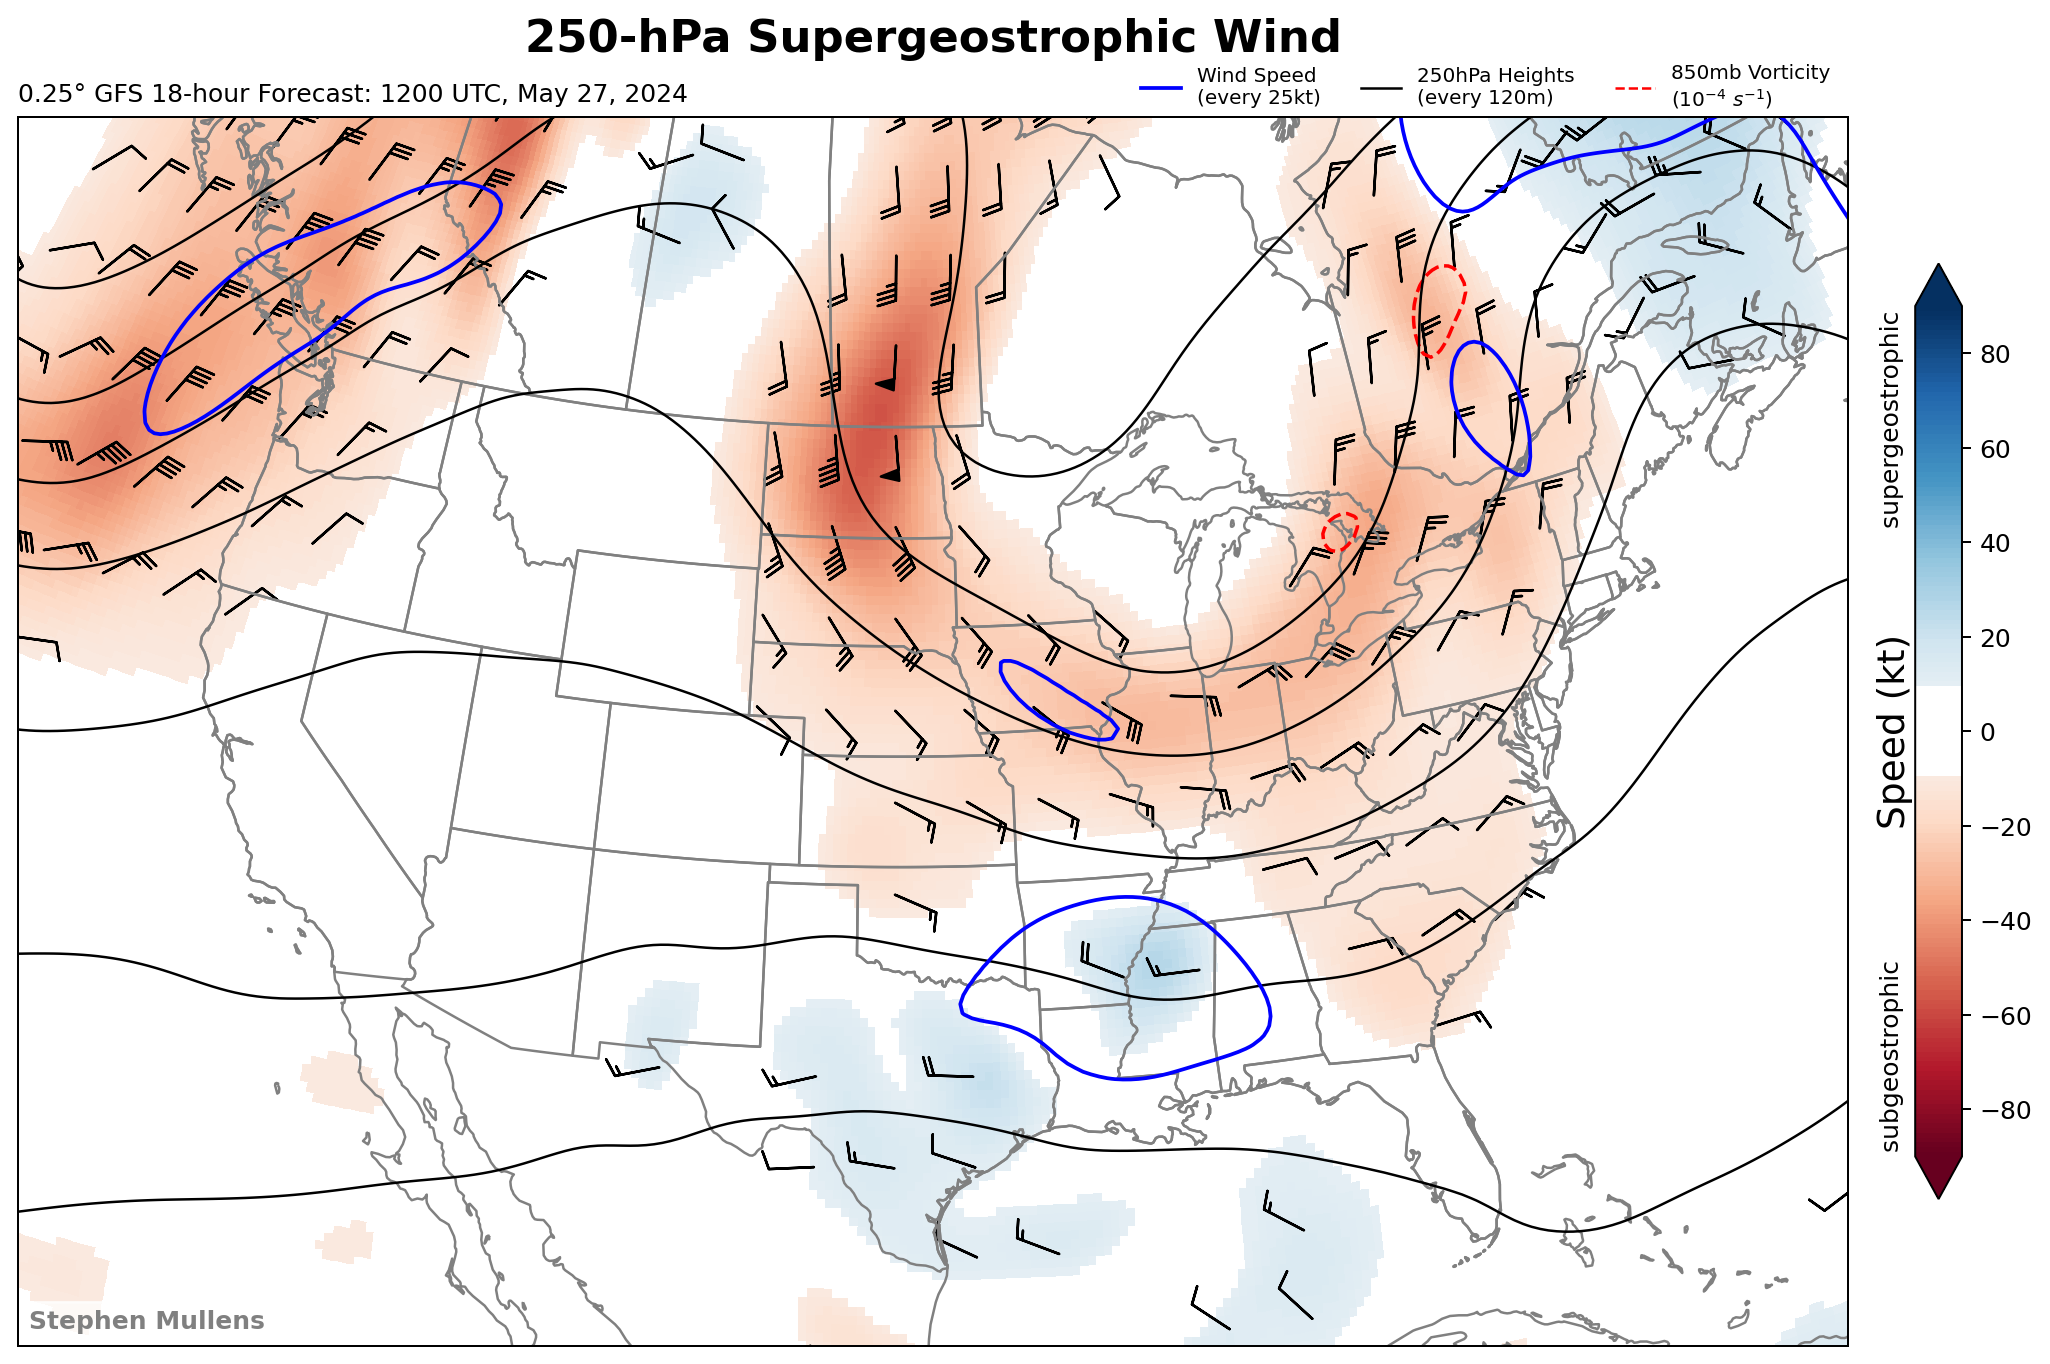 250-hPa Supergeostrophic Wind
0.25° GFS 18-hour Forecast: 1200 UTC, May 27, 2024
Wind Speed
(every 25kt)
250hPa Heights
(every 120m)
850mb Vorticity
(10⁻⁴ s⁻¹)
supergeostrophic
Speed (kt)
subgeostrophic
80
60
40
20
0
−20
−40
−60
−80
Stephen Mullens